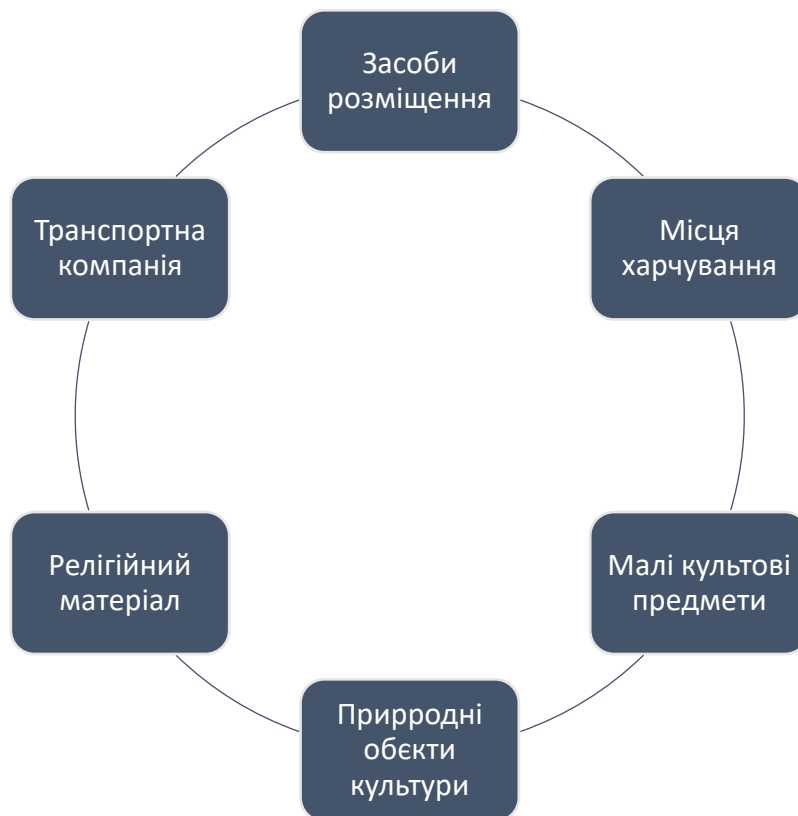 Засоби
розміщення
Місця
харчування
Малі культові
предмети
Прирродні
обєкти
культури
Релігійний
матеріал
Транспортна
компанія